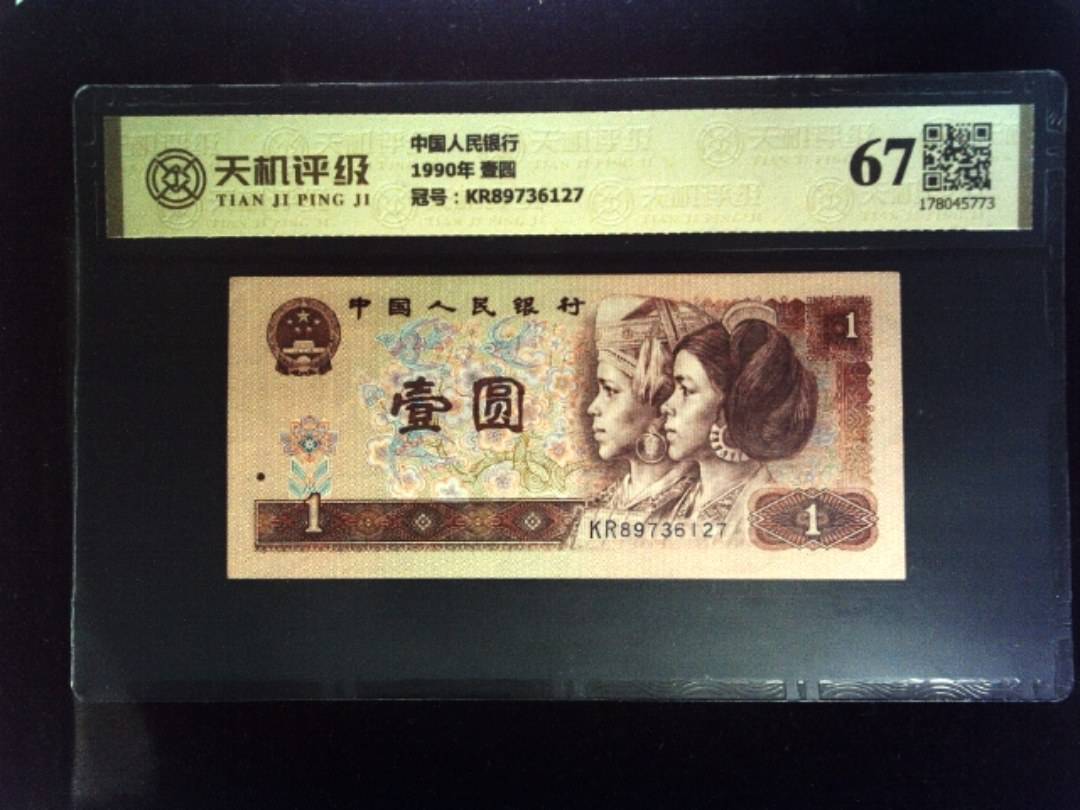 天机评级
TIAN JI PING JI
中国人民银行
1990年 壹圆
冠号：KR89736127
67
178045773
中国人民银行
壹圆
1
1
KR89736127
1